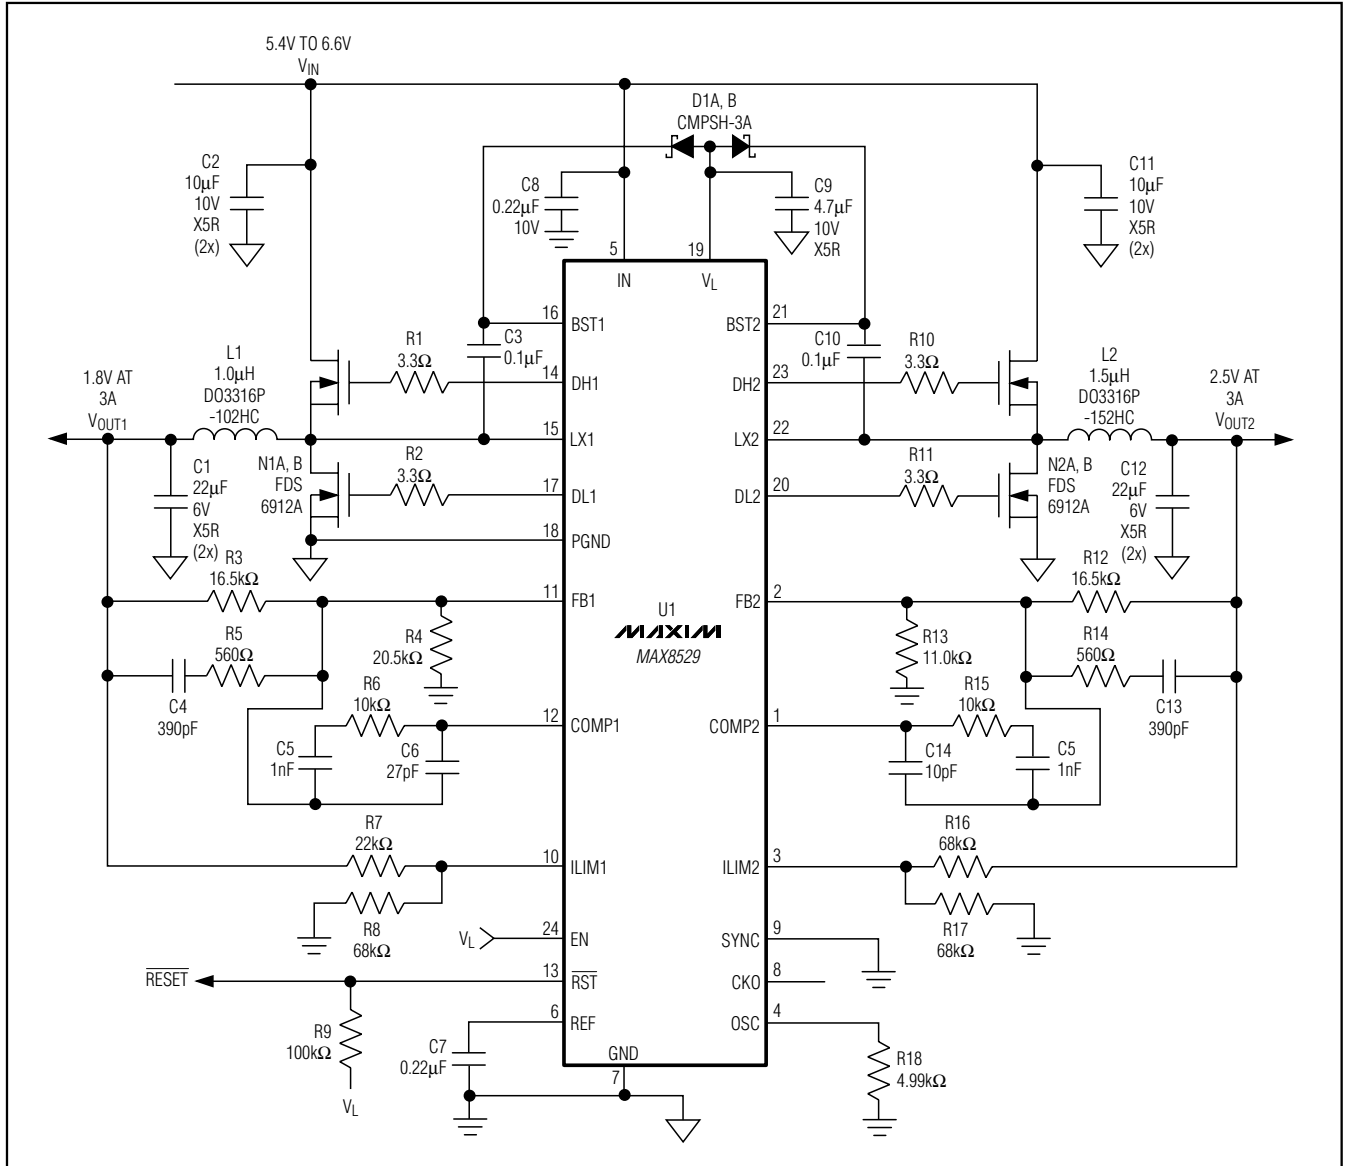 5.4V TO 6.6V
VIN
D1A, B
CMPSH-3A
C2
10μF
10V
X5R
(2x)
C8
0.22μF
10V
C9
4.7μF
10V
X5R
C11
10μF
10V
X5R
(2x)
5
19
IN
VL
16
BST1
BST2
21
R1
3.3Ω
C3
0.1μF
C10
0.1μF
R10
3.3Ω
14
DH1
DH2
23
1.8V AT
3A
VOUT1
L1
1.0μH
DO3316P
-102HC
L2
1.5μH
DO3316P
-152HC
2.5V AT
3A
VOUT2
15
LX1
LX2
22
C1
22μF
6V
X5R
(2x)
N1A, B
FDS
6912A
R2
3.3Ω
17
DL1
DL2
20
R11
3.3Ω
N2A, B
FDS
6912A
C12
22μF
6V
X5R
(2x)
18
PGND
R3
16.5kΩ
11
FB1
FB2
2
R12
16.5kΩ
U1
MAXIM
MAX8529
R5
560Ω
R4
20.5kΩ
R13
11.0kΩ
R14
560Ω
C4
390pF
C13
390pF
R6
10kΩ
12
COMP1
COMP2
1
R15
10kΩ
C5
1nF
C6
27pF
C14
10pF
C5
1nF
R7
22kΩ
10
ILIM1
ILIM2
3
R16
68kΩ
R8
68kΩ
R17
68kΩ
VL
24
EN
SYNC
9
RESET
13
RST
CKO
8
6
REF
OSC
4
R9
100kΩ
VL
C7
0.22μF
GND
7
R18
4.99kΩ